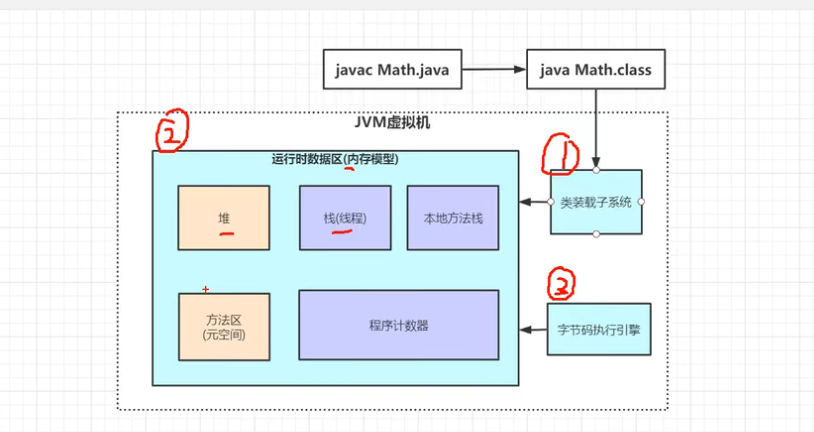 javac Math.java
java Math.class
JVM虚拟机
②
①
运行时数据区(内存模型)
堆
栈(线程)
本地方法栈
类装载子系统
③
方法区
(元空间)
程序计数器
字节码执行引擎